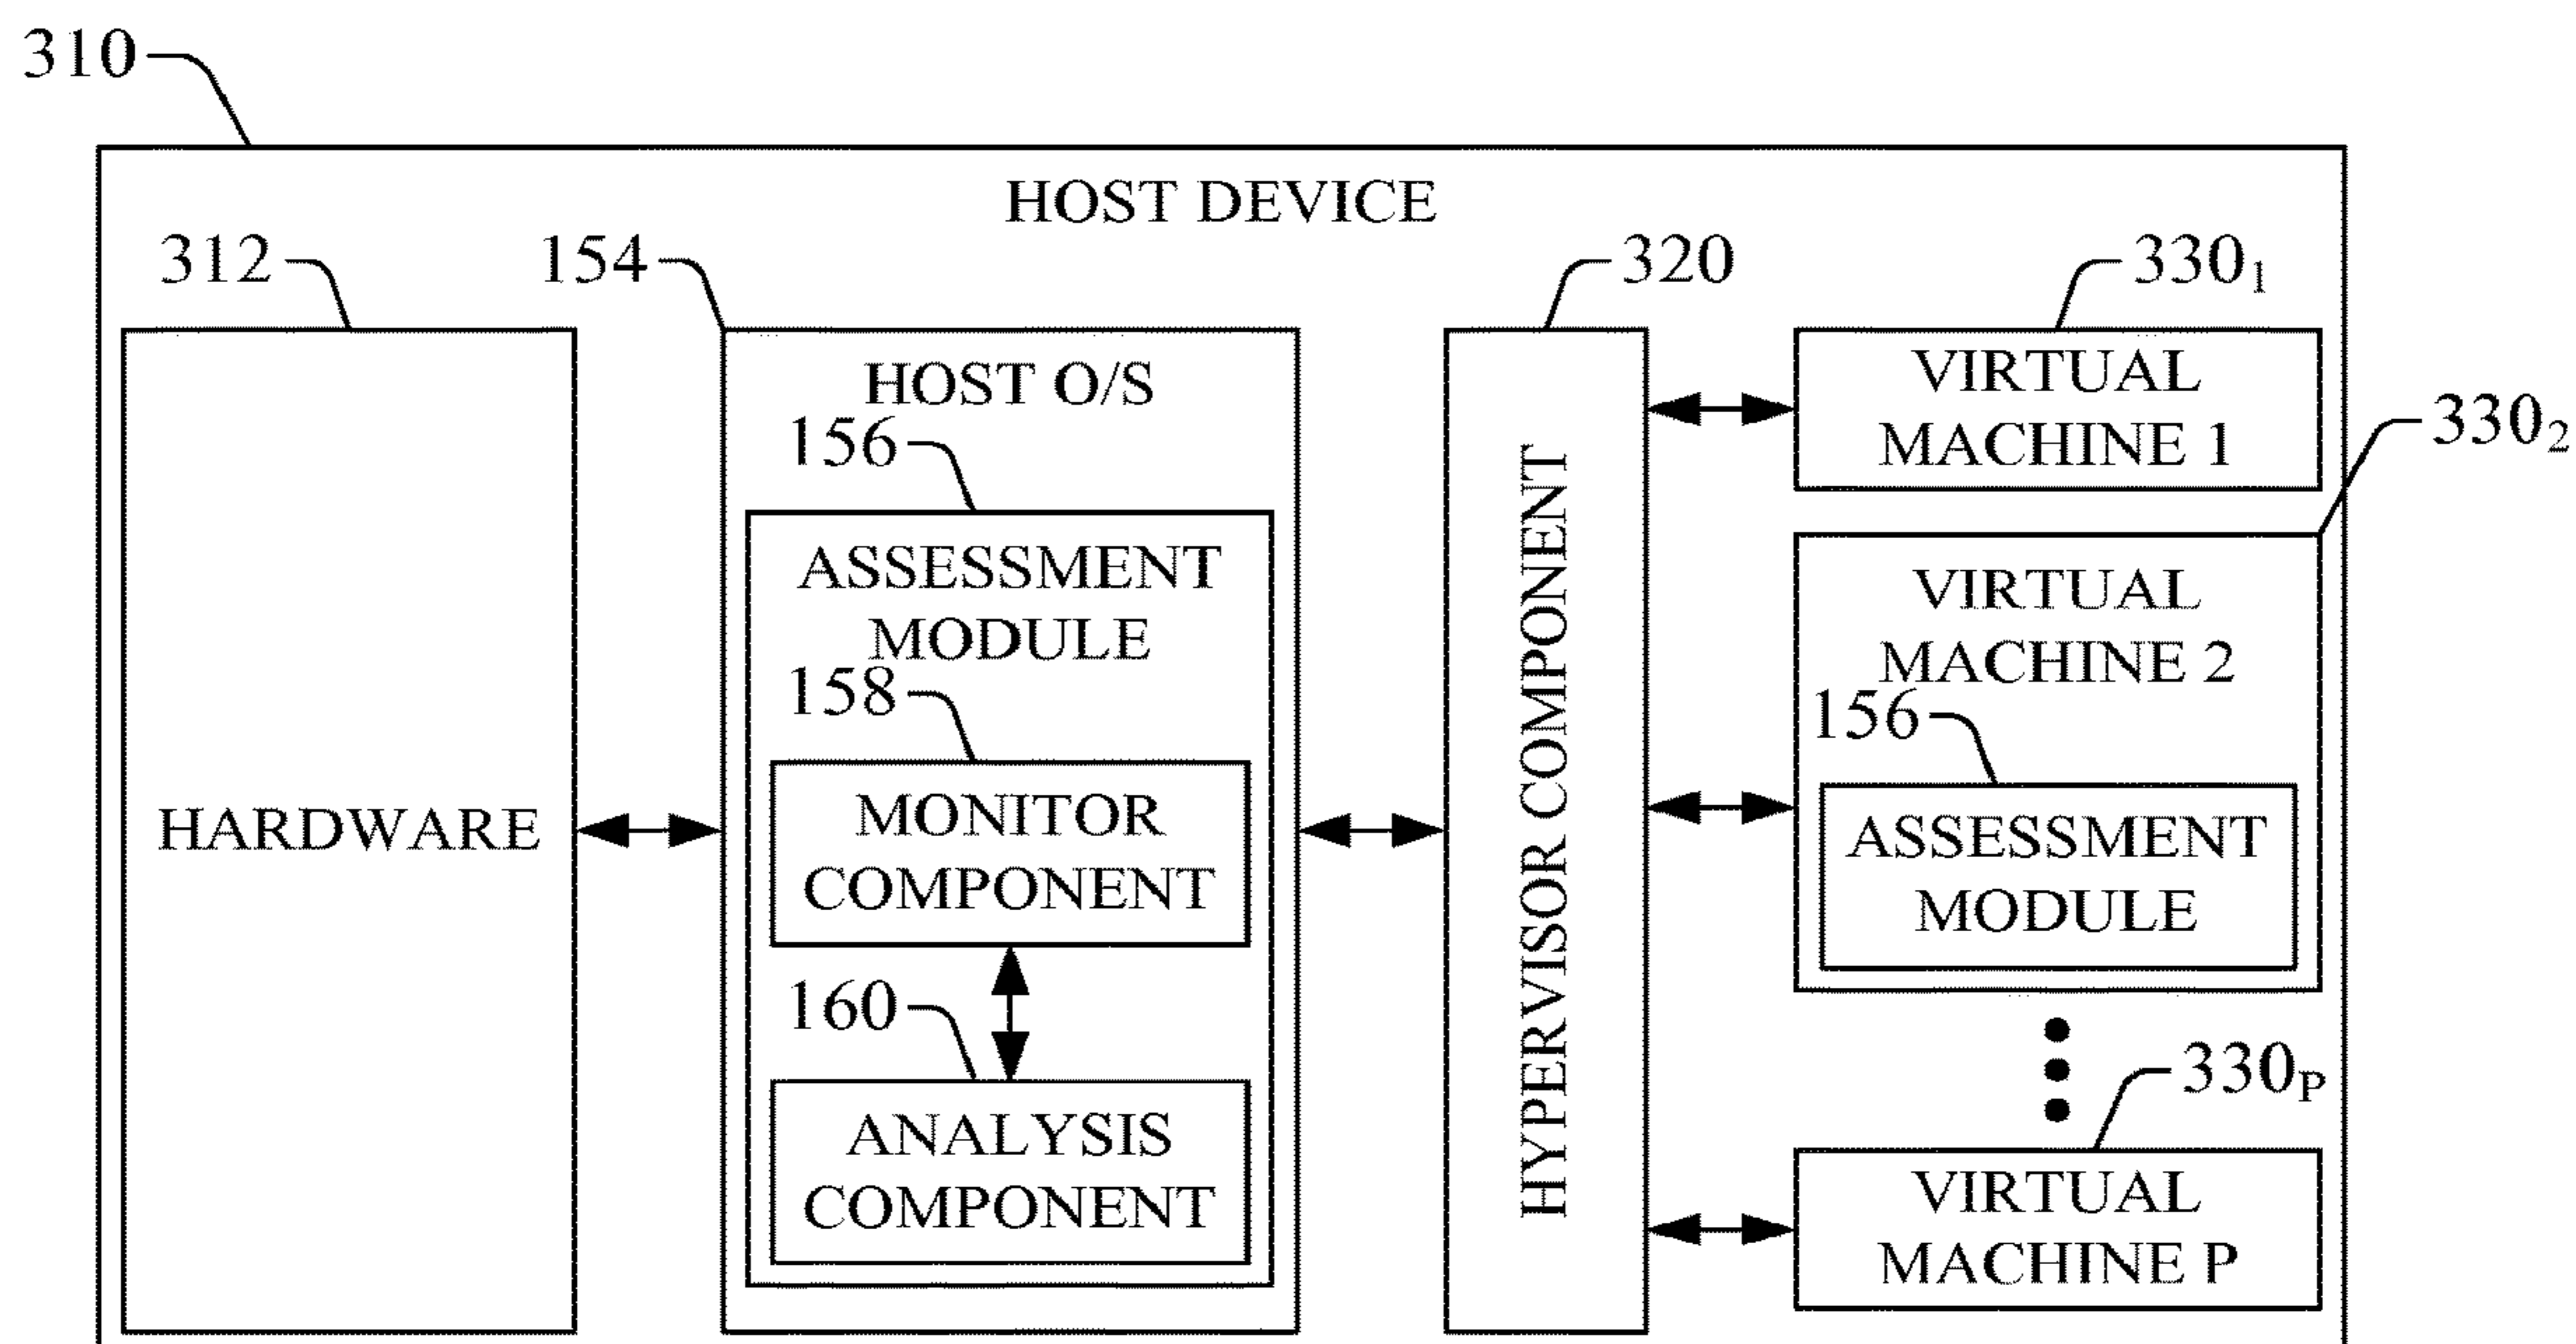 310
HOST DEVICE
312
154
320
330₁
HARDWARE
HOST O/S
156
ASSESSMENT
MODULE
158
MONITOR
COMPONENT
160
ANALYSIS
COMPONENT
HYPERVISOR COMPONENT
VIRTUAL
MACHINE 1
330₂
VIRTUAL
MACHINE 2
156
ASSESSMENT
MODULE
330ₚ
VIRTUAL
MACHINE P